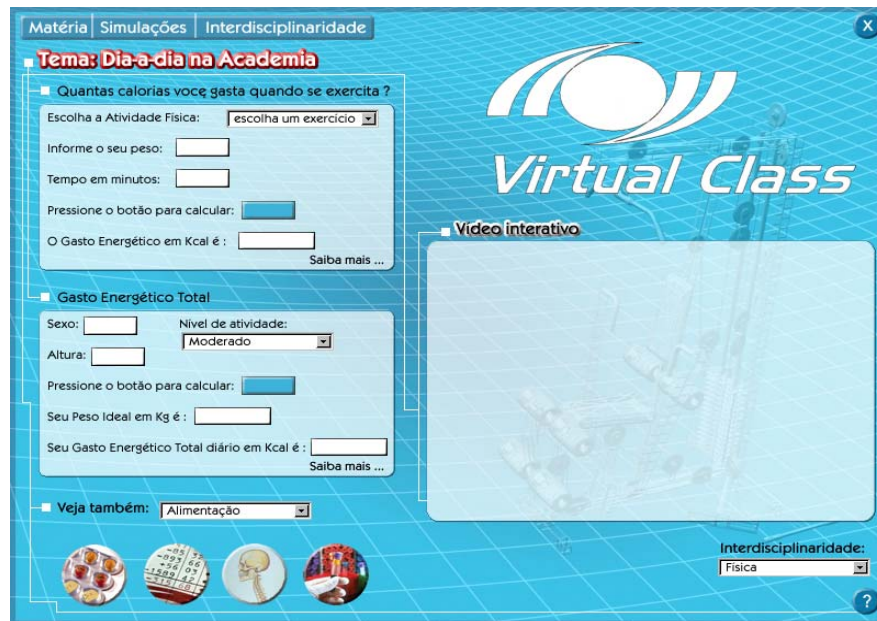 Matéria Simulações Interdisciplinaridade X
Tema: Dia-a-dia na Academia
Quantas calorias você gasta quando se exercita ?
Escolha a Atividade Física: escolha um exercício
Informe o seu peso:
Tempo em minutos:
Pressione o botão para calcular:
O Gasto Energético em Kcal é :
Saiba mais ...
Gasto Energético Total
Sexo: Nível de atividade:
Moderado
Altura:
Pressione o botão para calcular:
Seu Peso Ideal em Kg é :
Seu Gasto Energético Total diário em Kcal é :
Saiba mais ...
Veja também: Alimentação
Virtual Class
Vídeo interativo
Interdisciplinaridade:
Física
?